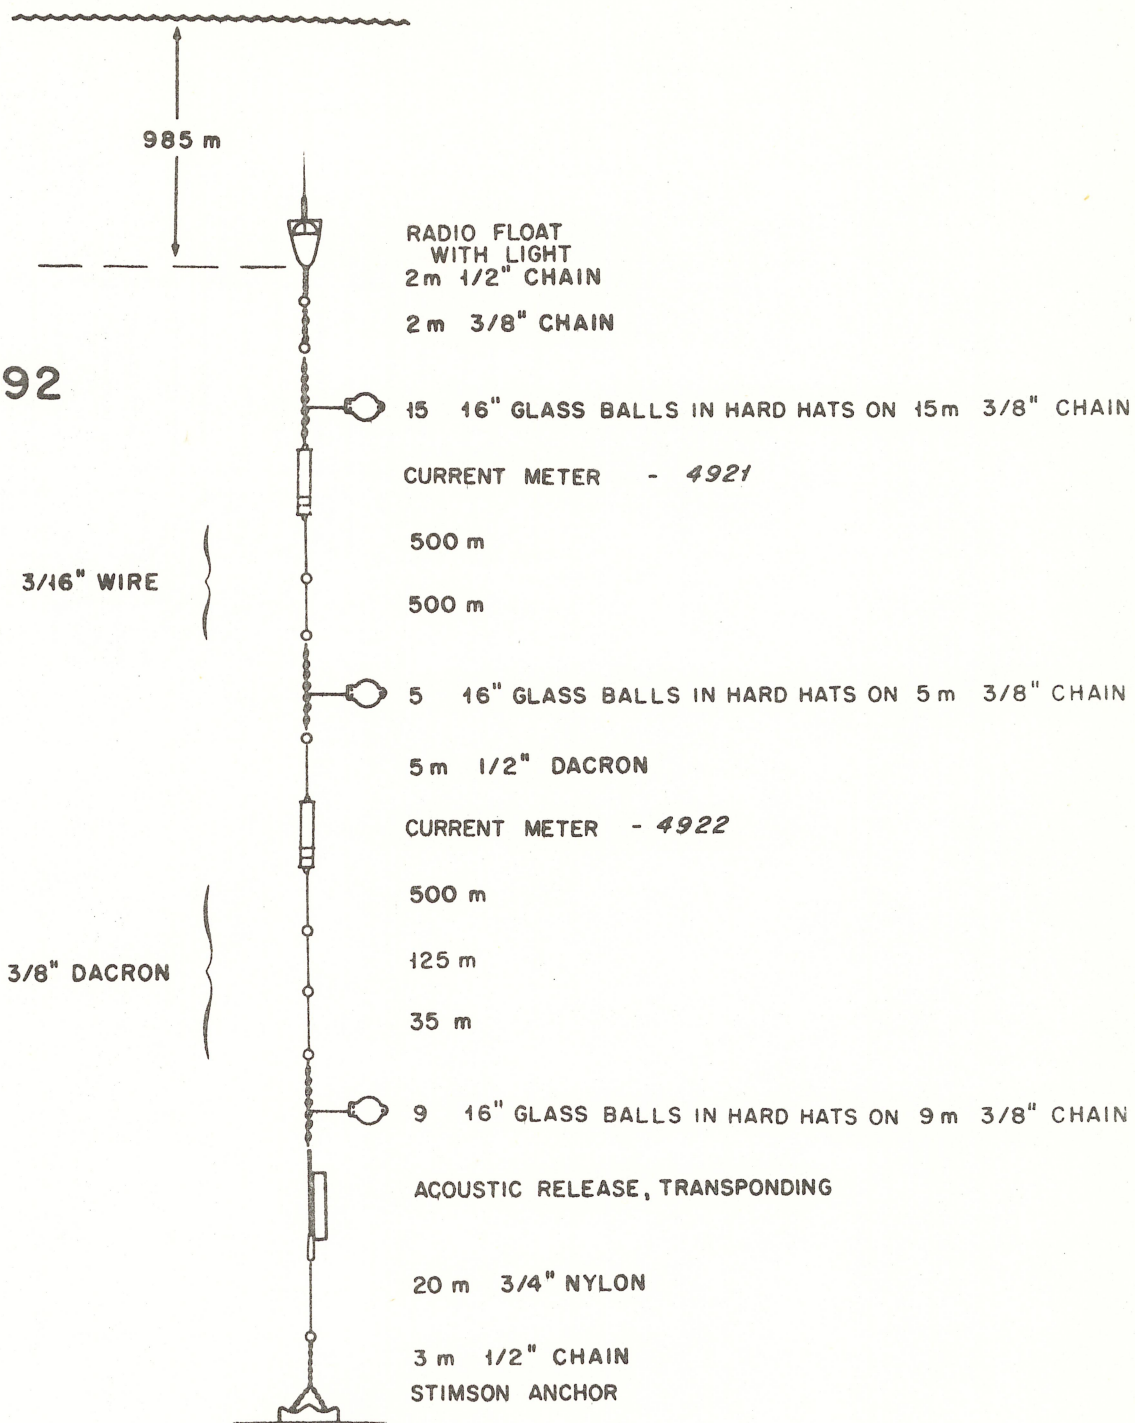 985 m
RADIO FLOAT
WITH LIGHT
2m 1/2" CHAIN
2m 3/8" CHAIN
92
15 16" GLASS BALLS IN HARD HATS ON 15m 3/8" CHAIN
CURRENT METER - 4921
500 m
3/16" WIRE
500 m
5 16" GLASS BALLS IN HARD HATS ON 5m 3/8" CHAIN
5m 1/2" DACRON
CURRENT METER - 4922
500 m
125 m
3/8" DACRON
35 m
9 16" GLASS BALLS IN HARD HATS ON 9m 3/8" CHAIN
ACOUSTIC RELEASE, TRANSPONDING
20 m 3/4" NYLON
3 m 1/2" CHAIN
STIMSON ANCHOR